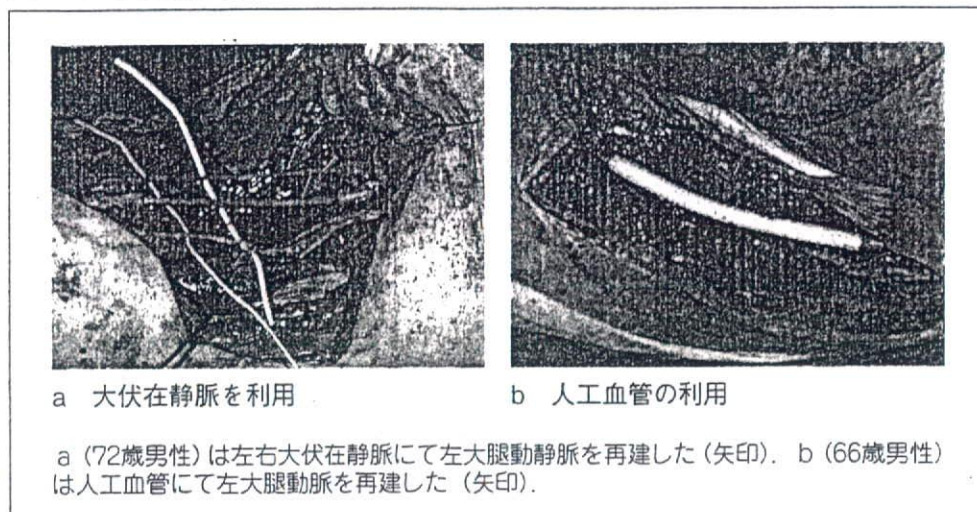 a 大伏在静脈を利用
b 人工血管の利用
a (72歳男性) は左右大伏在静脈にて左大腿動静脈を再建した (矢印). b (66歳男性)
は人工血管にて左大腿動脈を再建した (矢印).